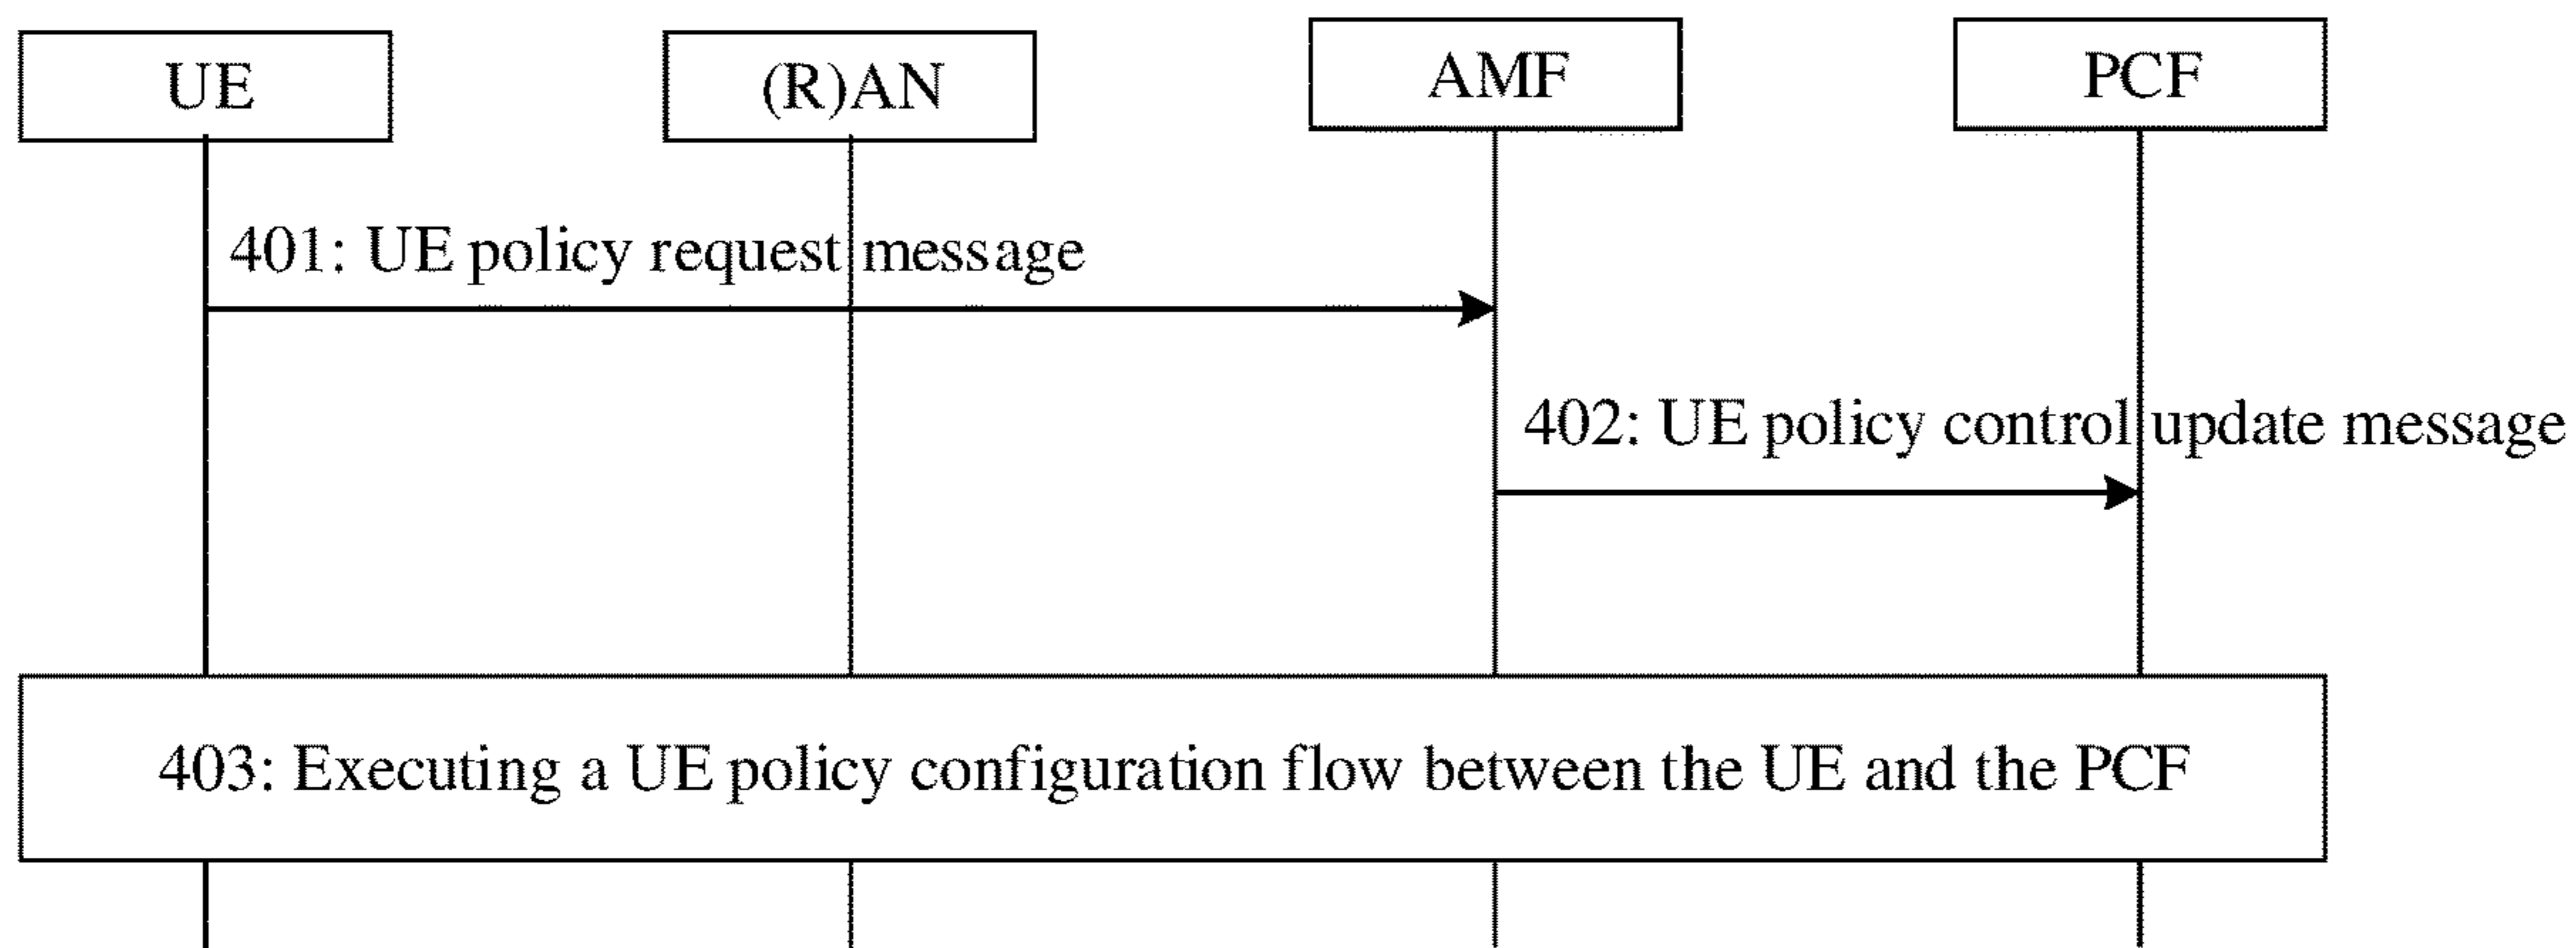 UE
(R)AN
AMF
PCF
401: UE policy request message
402: UE policy control update message
403: Executing a UE policy configuration flow between the UE and the PCF